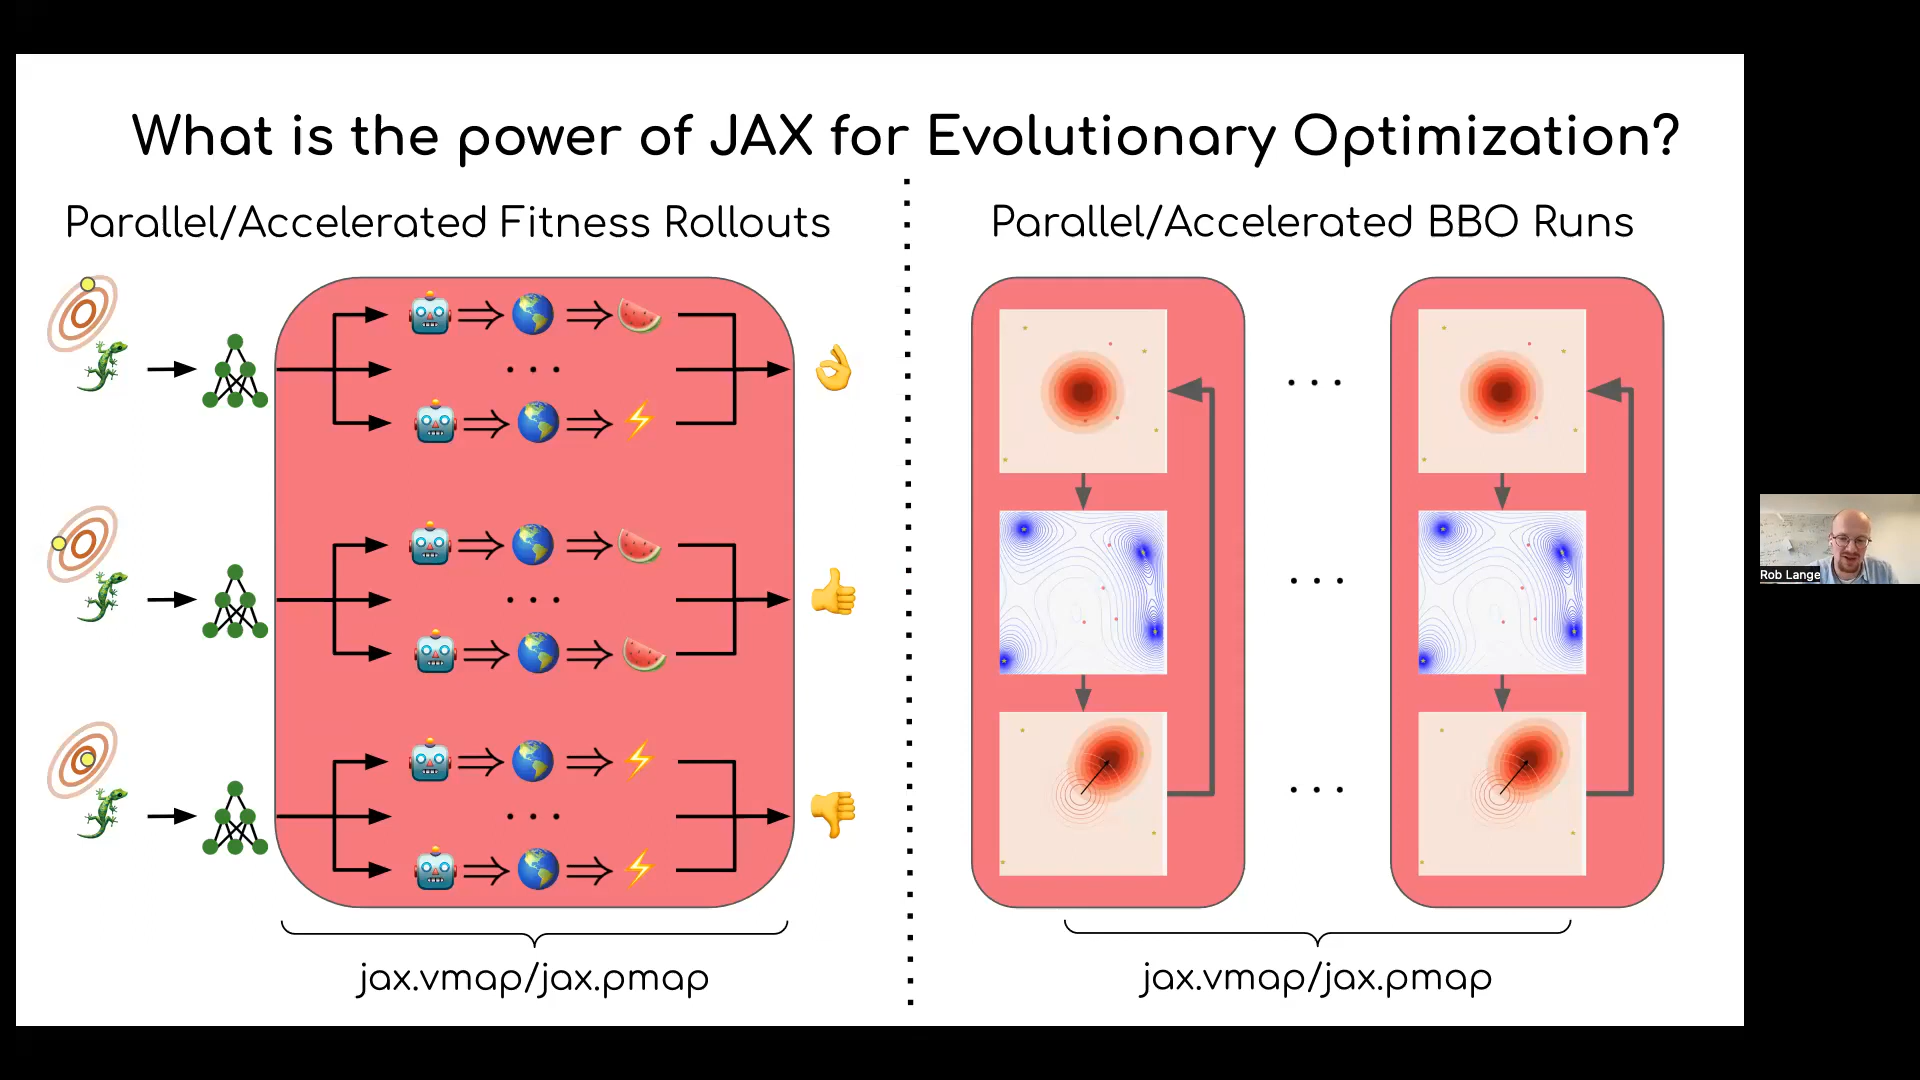 What is the power of JAX for Evolutionary Optimization?
Parallel/Accelerated Fitness Rollouts
Parallel/Accelerated BBO Runs
jax.vmap/jax.pmap
jax.vmap/jax.pmap
Rob Lange